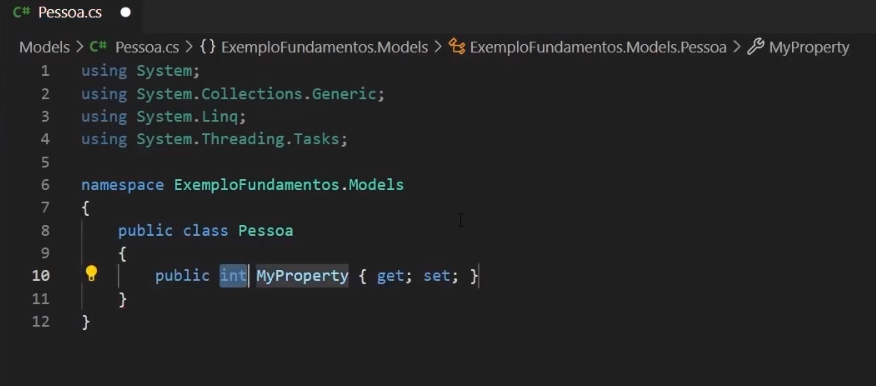 C# Pessoa.cs
Models > C# Pessoa.cs > {} ExemploFundamentos.Models > ExemploFundamentos.Models.Pessoa > MyProperty
1 using System;
2 using System.Collections.Generic;
3 using System.Linq;
4 using System.Threading.Tasks;
5
6 namespace ExemploFundamentos.Models
7 {
8 public class Pessoa
9 {
10 public int MyProperty { get; set; }
11 }
12 }